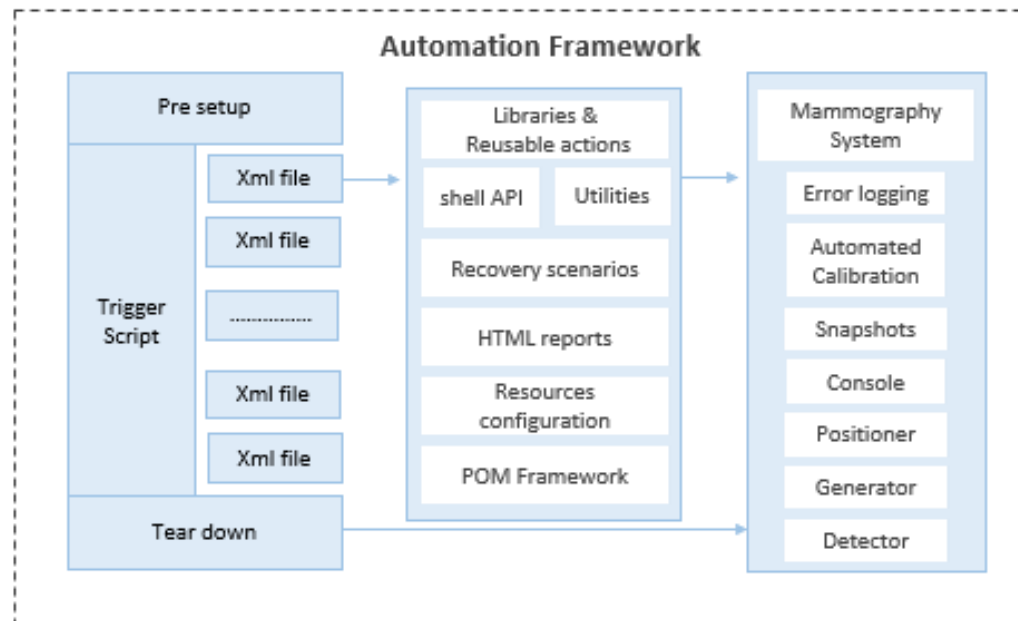 Automation Framework
Pre setup
Trigger
Script
Xml file
Xml file
..................
Xml file
Xml file
Tear down
Libraries &
Reusable actions
shell API
Utilities
Recovery scenarios
HTML reports
Resources
configuration
POM Framework
Mammography
System
Error logging
Automated
Calibration
Snapshots
Console
Positioner
Generator
Detector